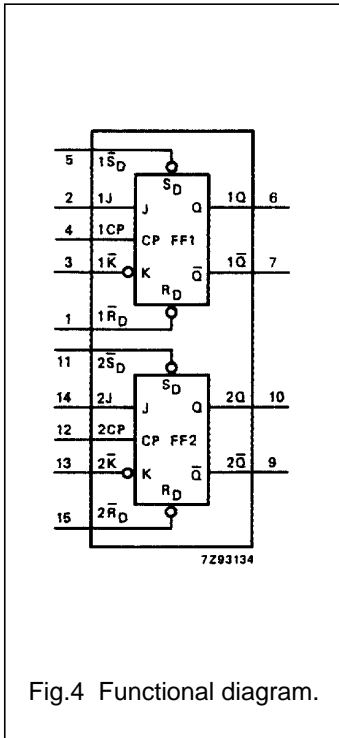 5 1S̅D
SD
2 1J J Q 1Q 6
4 1CP CP FF1
3 1K̅ K Q̅ 1Q̅ 7
RD
1 1R̅D
11 2S̅D
SD
14 2J J Q 2Q 10
12 2CP CP FF2
13 2K̅ K Q̅ 2Q̅ 9
RD
15 2R̅D
7Z93134
Fig.4 Functional diagram.